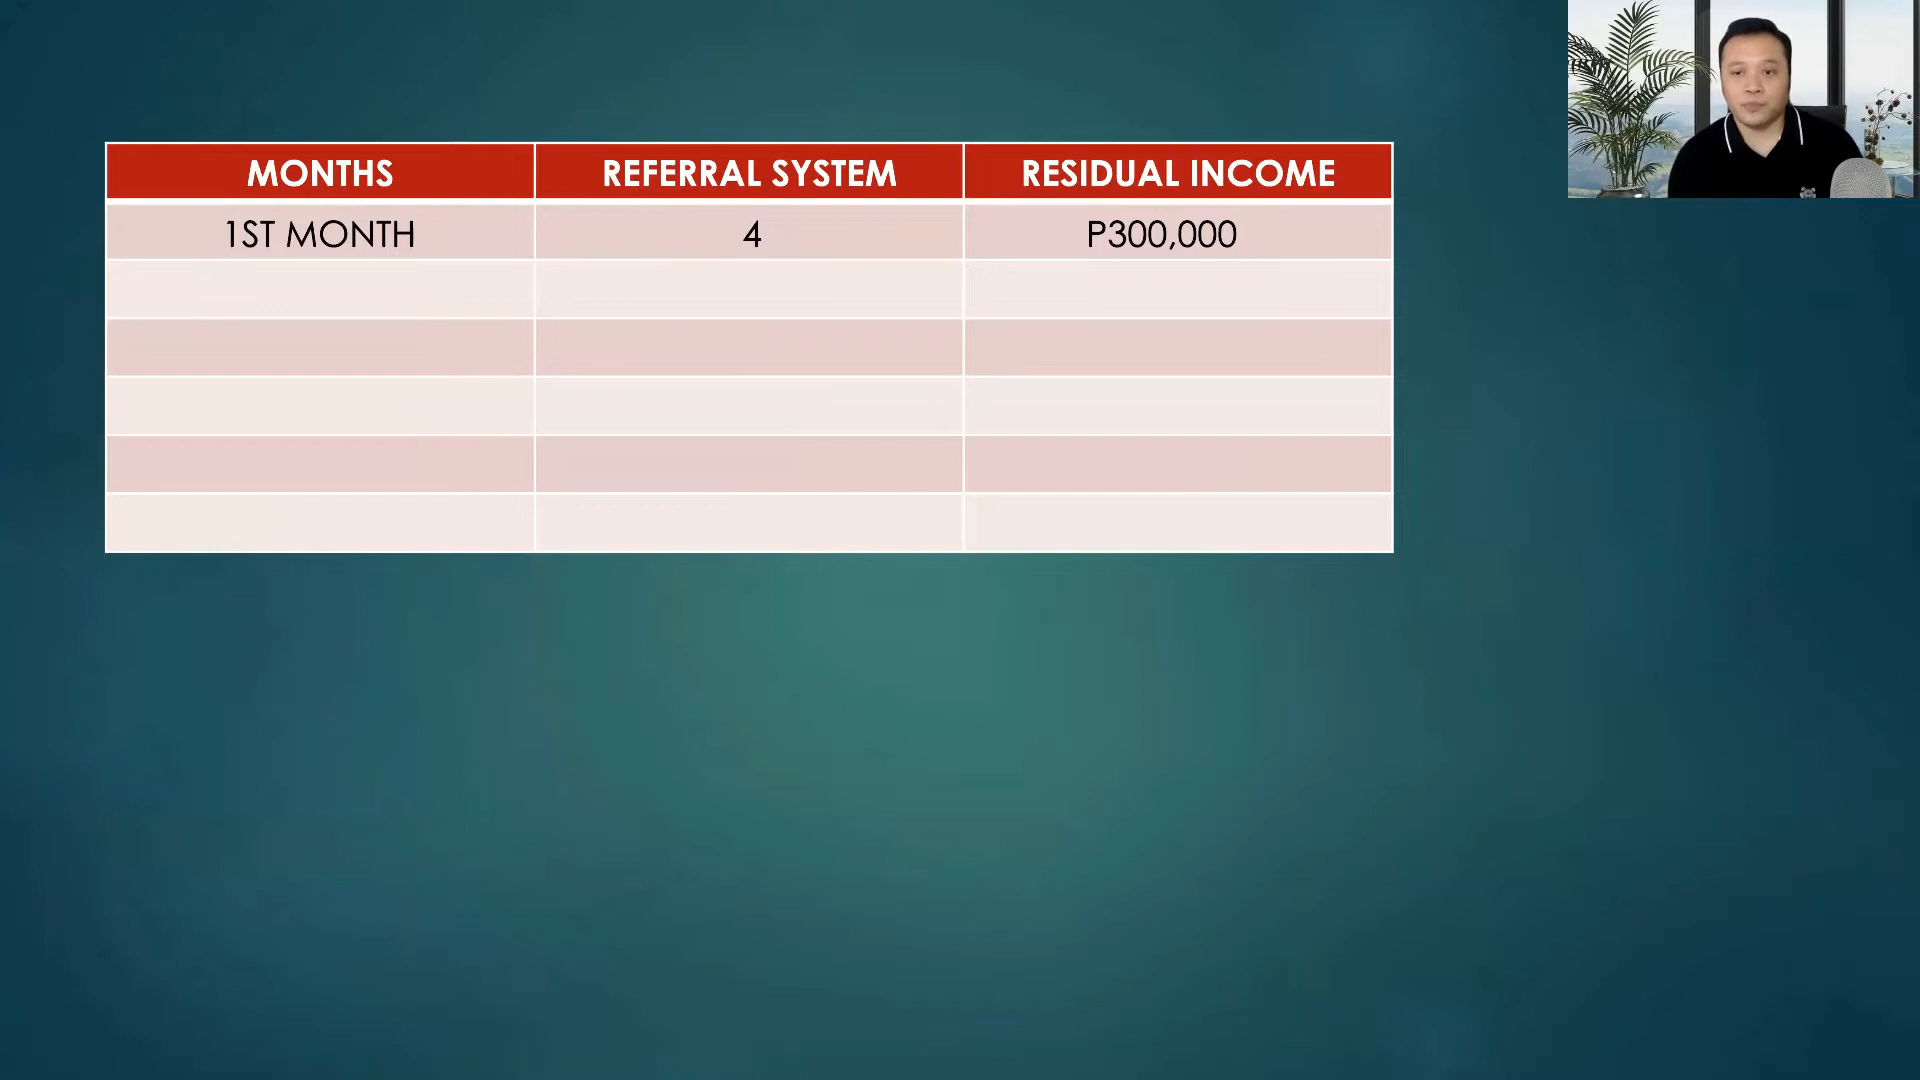 MONTHS REFERRAL SYSTEM RESIDUAL INCOME
1ST MONTH 4 P300,000